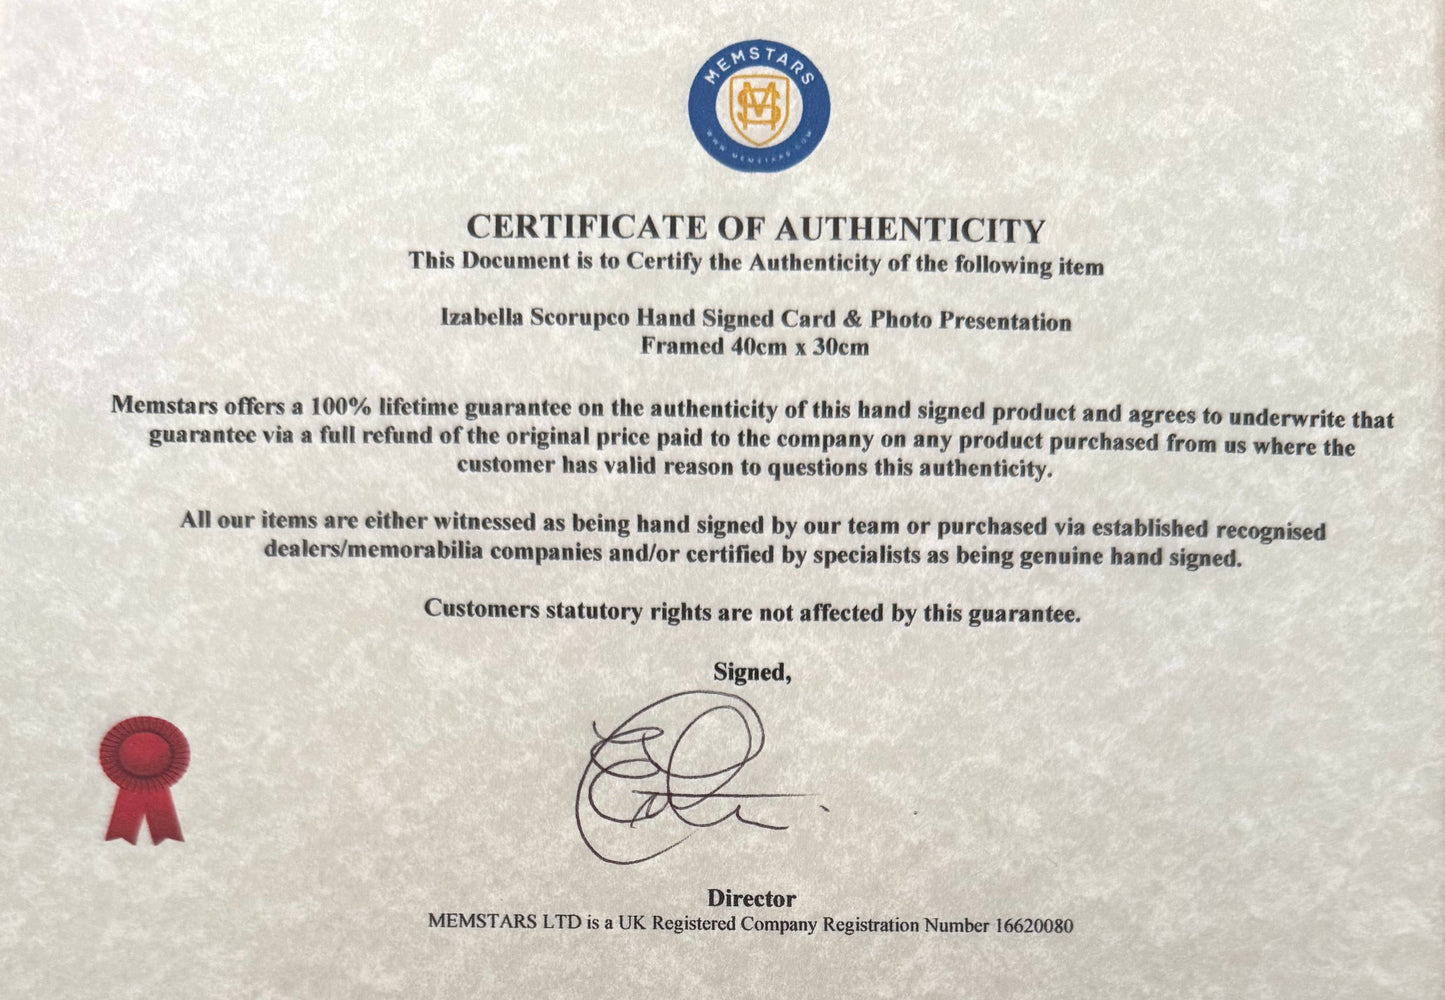 MEMSTARS
WWW.MEMSTARS.COM
CERTIFICATE OF AUTHENTICITY
This Document is to Certify the Authenticity of the following item
Izabella Scorupco Hand Signed Card & Photo Presentation
Framed 40cm x 30cm
Memstars offers a 100% lifetime guarantee on the authenticity of this hand signed product and agrees to underwrite that
guarantee via a full refund of the original price paid to the company on any product purchased from us where the
customer has valid reason to questions this authenticity.
All our items are either witnessed as being hand signed by our team or purchased via established recognised
dealers/memorabilia companies and/or certified by specialists as being genuine hand signed.
Customers statutory rights are not affected by this guarantee.
Signed,
Director
MEMSTARS LTD is a UK Registered Company Registration Number 16620080